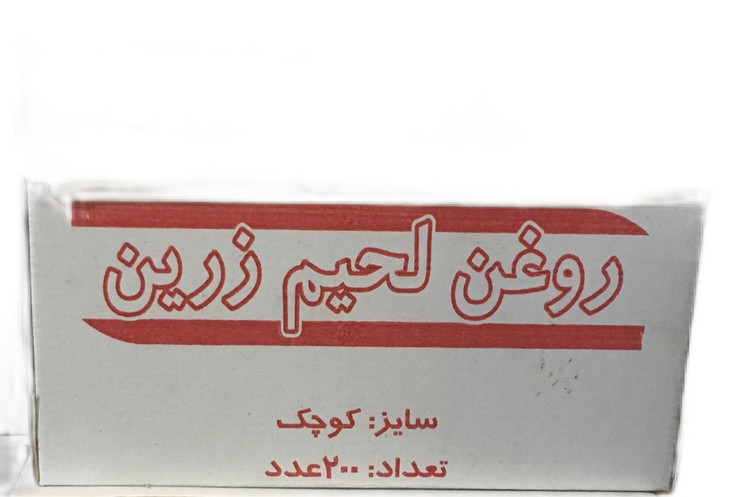 روغن لحیم زرین
سایز: کوچک
تعداد: ۲۰۰عدد